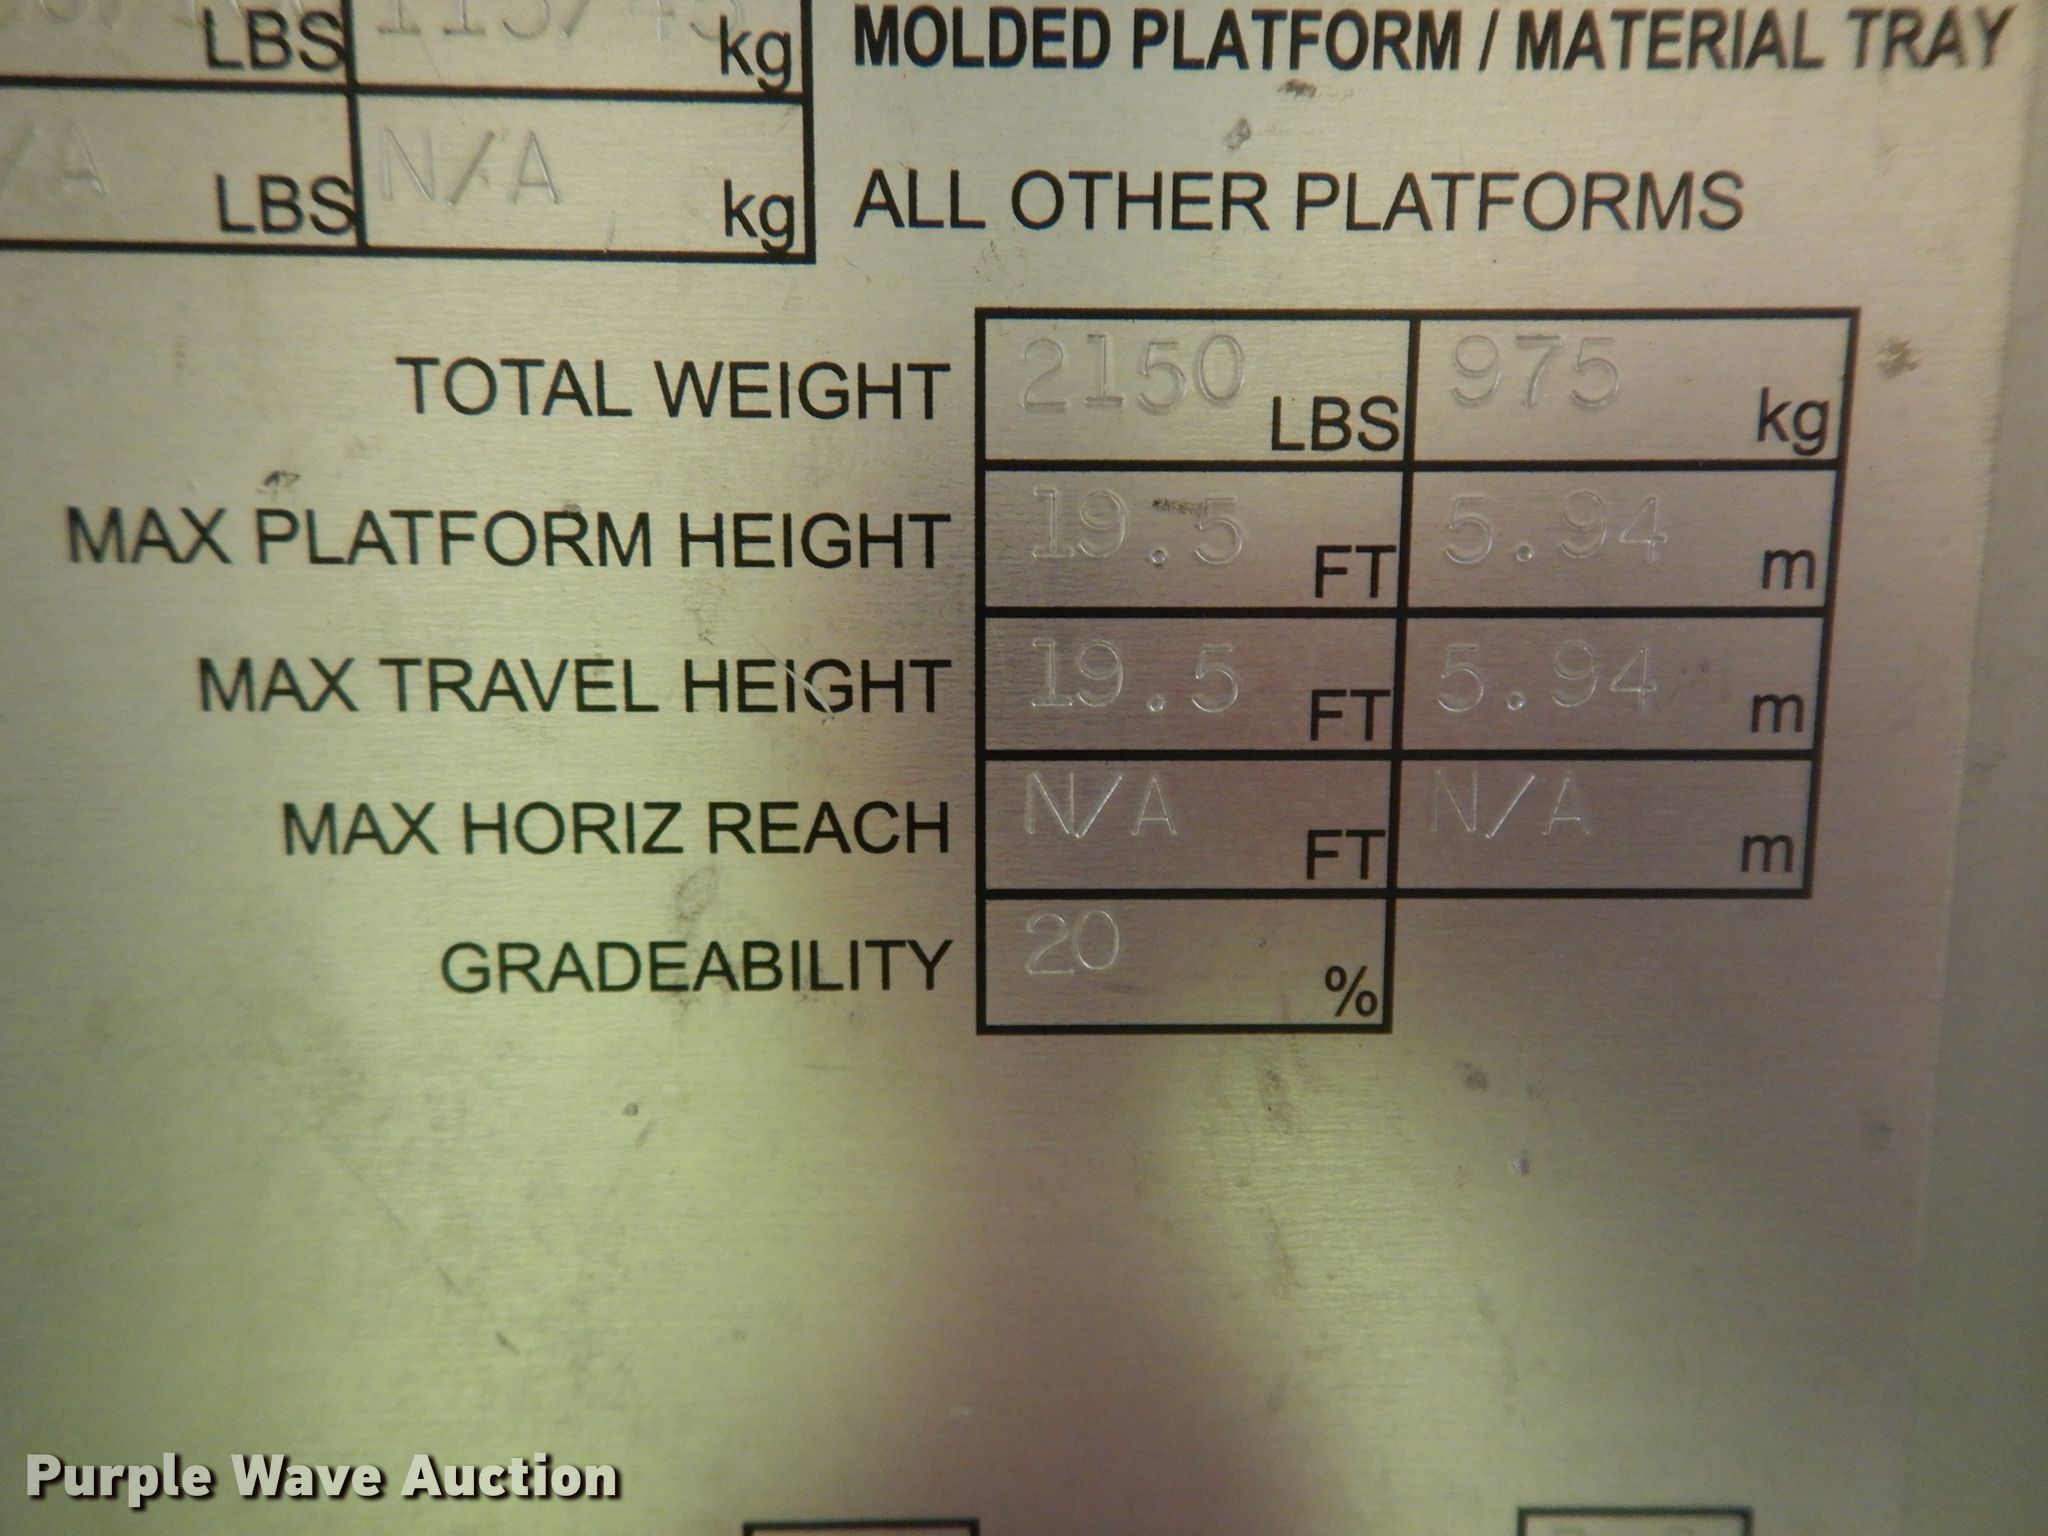 LBS 115/45 kg MOLDED PLATFORM / MATERIAL TRAY
/A LBS N/A kg ALL OTHER PLATFORMS
TOTAL WEIGHT 2150 LBS 975 kg
MAX PLATFORM HEIGHT 19.5 FT 5.94 m
MAX TRAVEL HEIGHT 19.5 FT 5.94 m
MAX HORIZ REACH N/A FT N/A m
GRADEABILITY 20 %
Purple Wave Auction